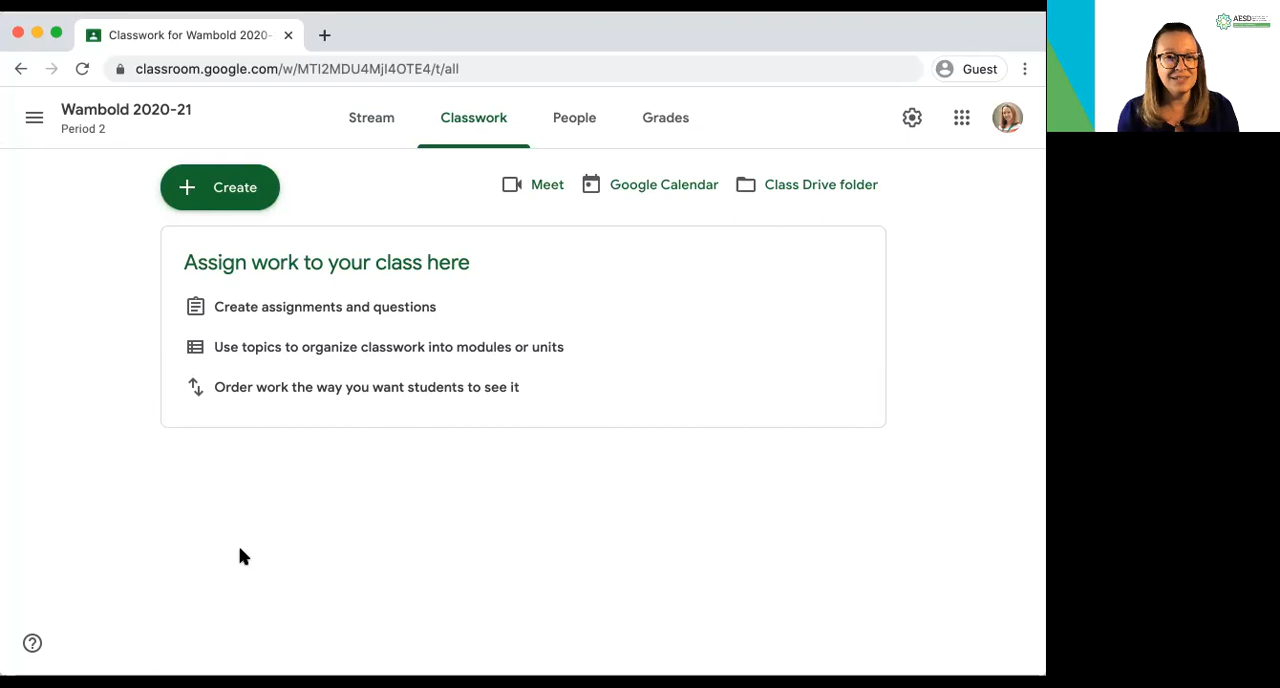 Classwork for Wambold 2020-
classroom.google.com/w/MTI2MDU4MjI4OTE4/t/all
Guest
AESD
Wambold 2020-21
Period 2
Stream
Classwork
People
Grades
Create
Meet
Google Calendar
Class Drive folder
Assign work to your class here
Create assignments and questions
Use topics to organize classwork into modules or units
Order work the way you want students to see it